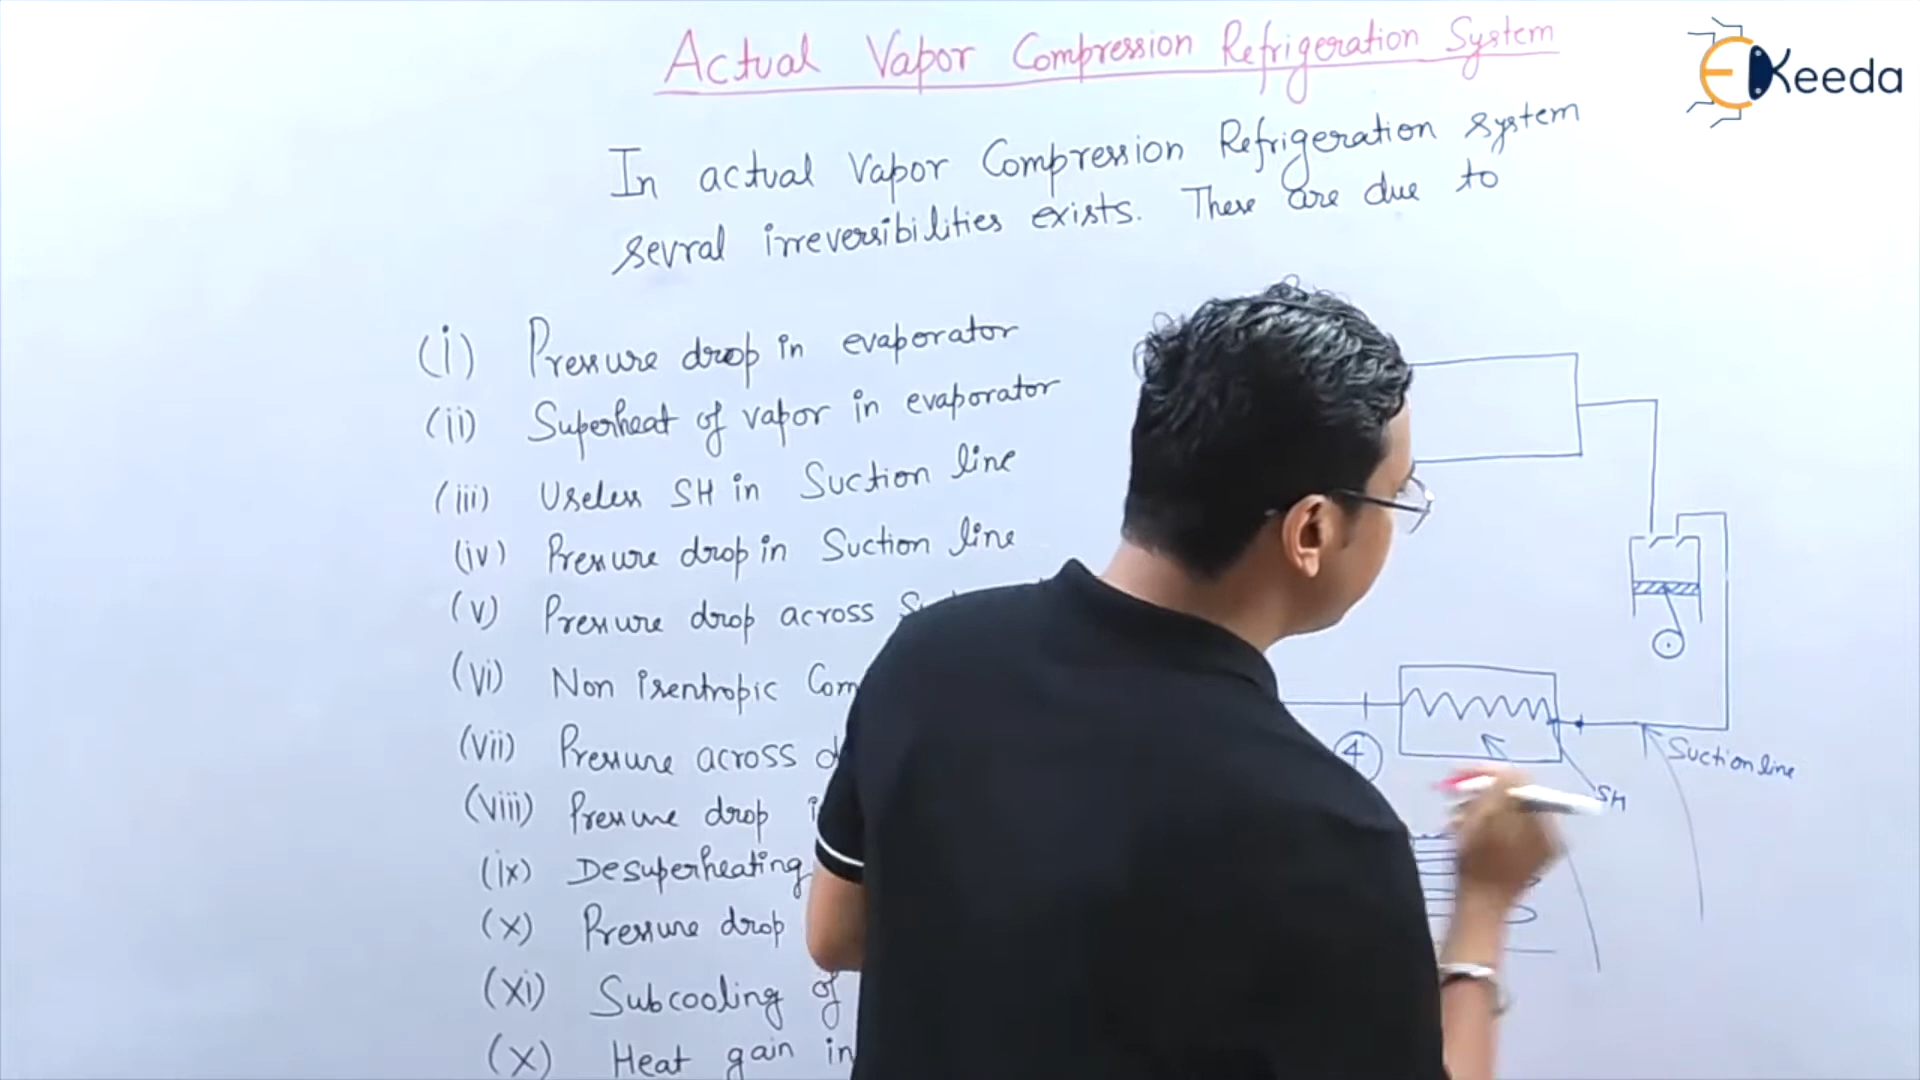 Actual Vapor Compression Refrigeration System
EKeeda
In actual Vapor Compression Refrigeration system
sevral irreversibilities exists. These are due to
(i) Pressure drop in evaporator
(ii) Superheat of vapor in evaporator
(iii) Useless SH in Suction line
(iv) Pressure drop in Suction line
(v) Pressure drop across
(vi) Non isentropic
(vii) Pressure across
(viii) Pressure drop
(ix) Desuperheating
(x) Pressure drop
(xi) Subcooling of
(x) Heat gain in
4
SH
Suction line